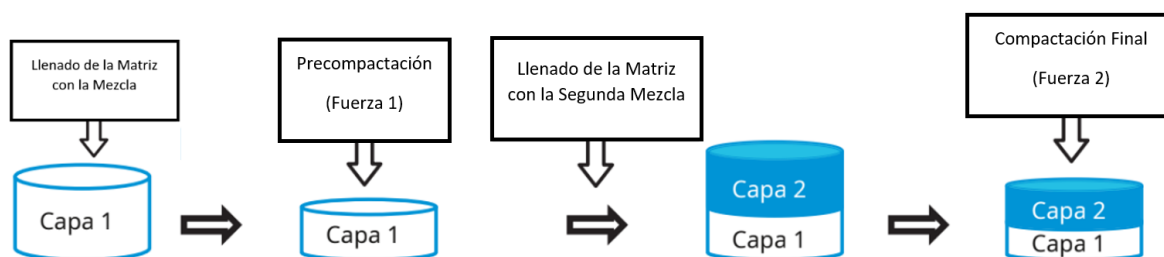 Llenado de la Matriz
con la Mezcla
Capa 1
Precompactación
(Fuerza 1)
Capa 1
Llenado de la Matriz
con la Segunda Mezcla
Capa 2
Capa 1
Compactación Final
(Fuerza 2)
Capa 2
Capa 1